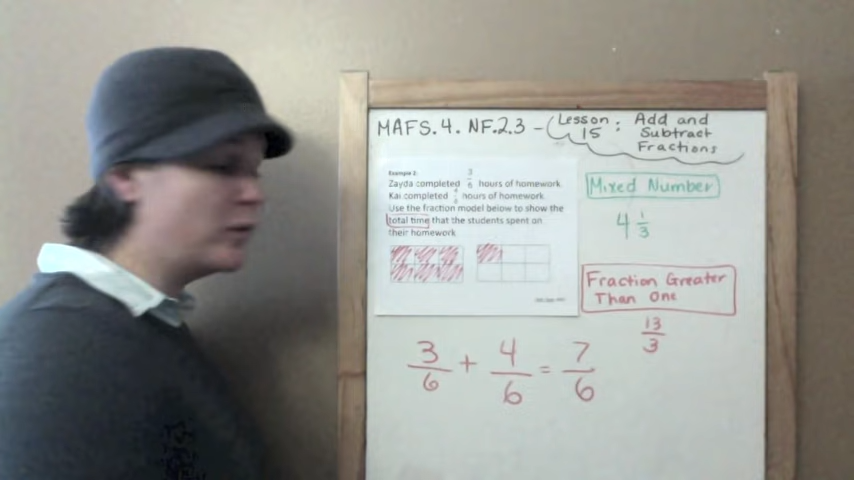 MAFS.4.NF.2.3 - Lesson 15: Add and
Subtract
Fractions
Example 2:
Zayda completed 3/6 hours of homework.
Kai completed 4/6 hours of homework.
Use the fraction model below to show the
total time that the students spent on
their homework
Mixed Number
4 1/3
Fraction Greater
Than One
13/3
3/6 + 4/6 = 7/6